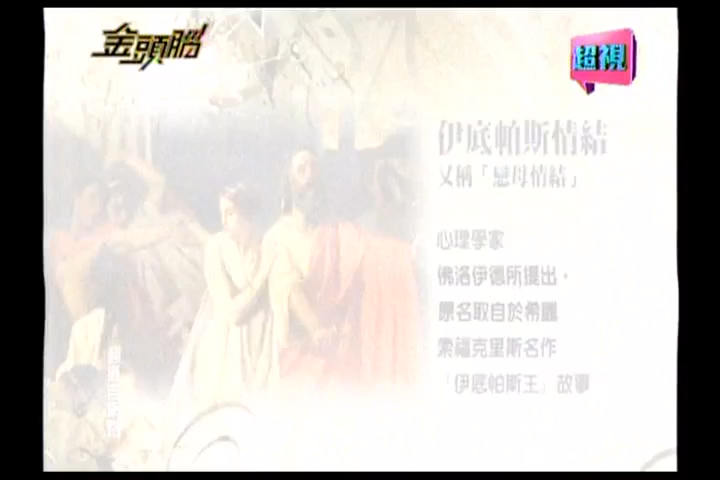 金頭腦
超視
伊底帕斯情結
又稱「戀母情結」
心理學家
佛洛伊德所提出，
原名取自於希臘
索福克里斯名作
「伊底帕斯王」故事